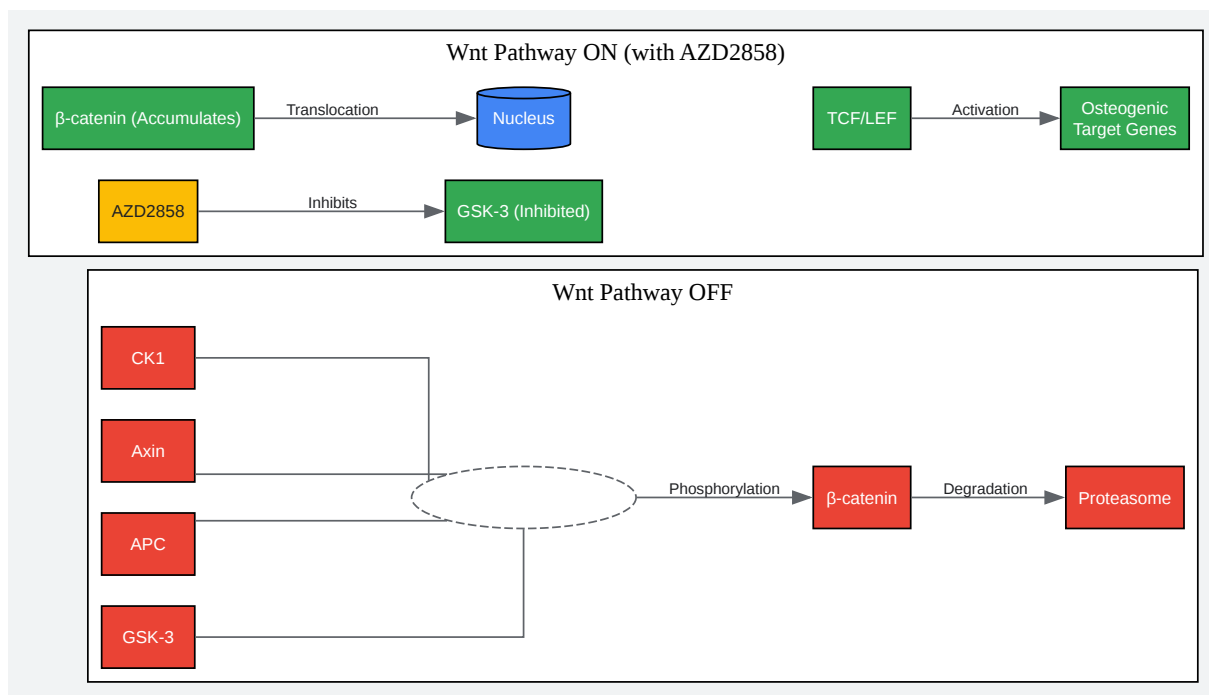 Wnt Pathway ON (with AZD2858)
β-catenin (Accumulates)
Translocation
Nucleus
TCF/LEF
Activation
Osteogenic
Target Genes
AZD2858
Inhibits
GSK-3 (Inhibited)
Wnt Pathway OFF
CK1
Axin
APC
GSK-3
Phosphorylation
β-catenin
Degradation
Proteasome